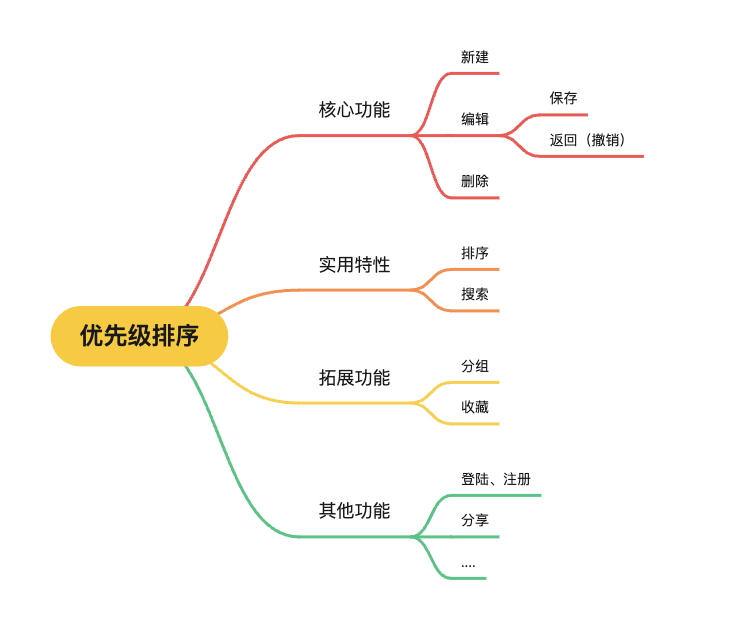 优先级排序
核心功能
新建
编辑
保存
返回（撤销）
删除
实用特性
排序
搜索
拓展功能
分组
收藏
其他功能
登陆、注册
分享
....